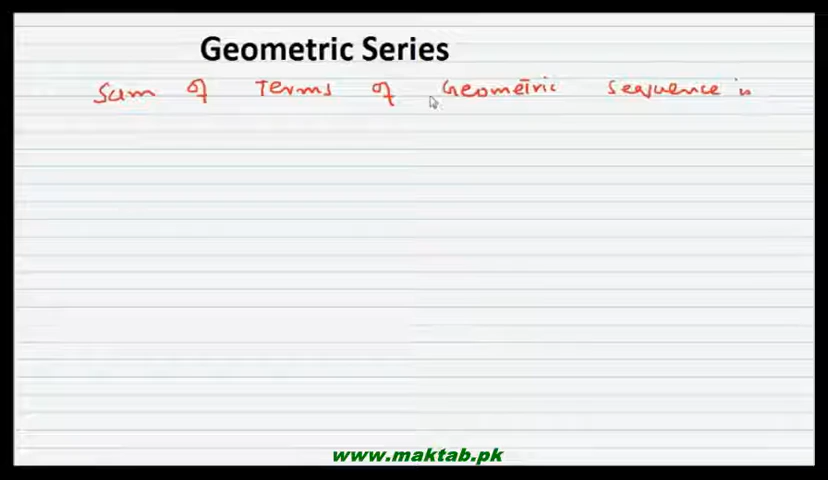 Geometric Series
Sum of Terms of Geometric sequence is
www.maktab.pk